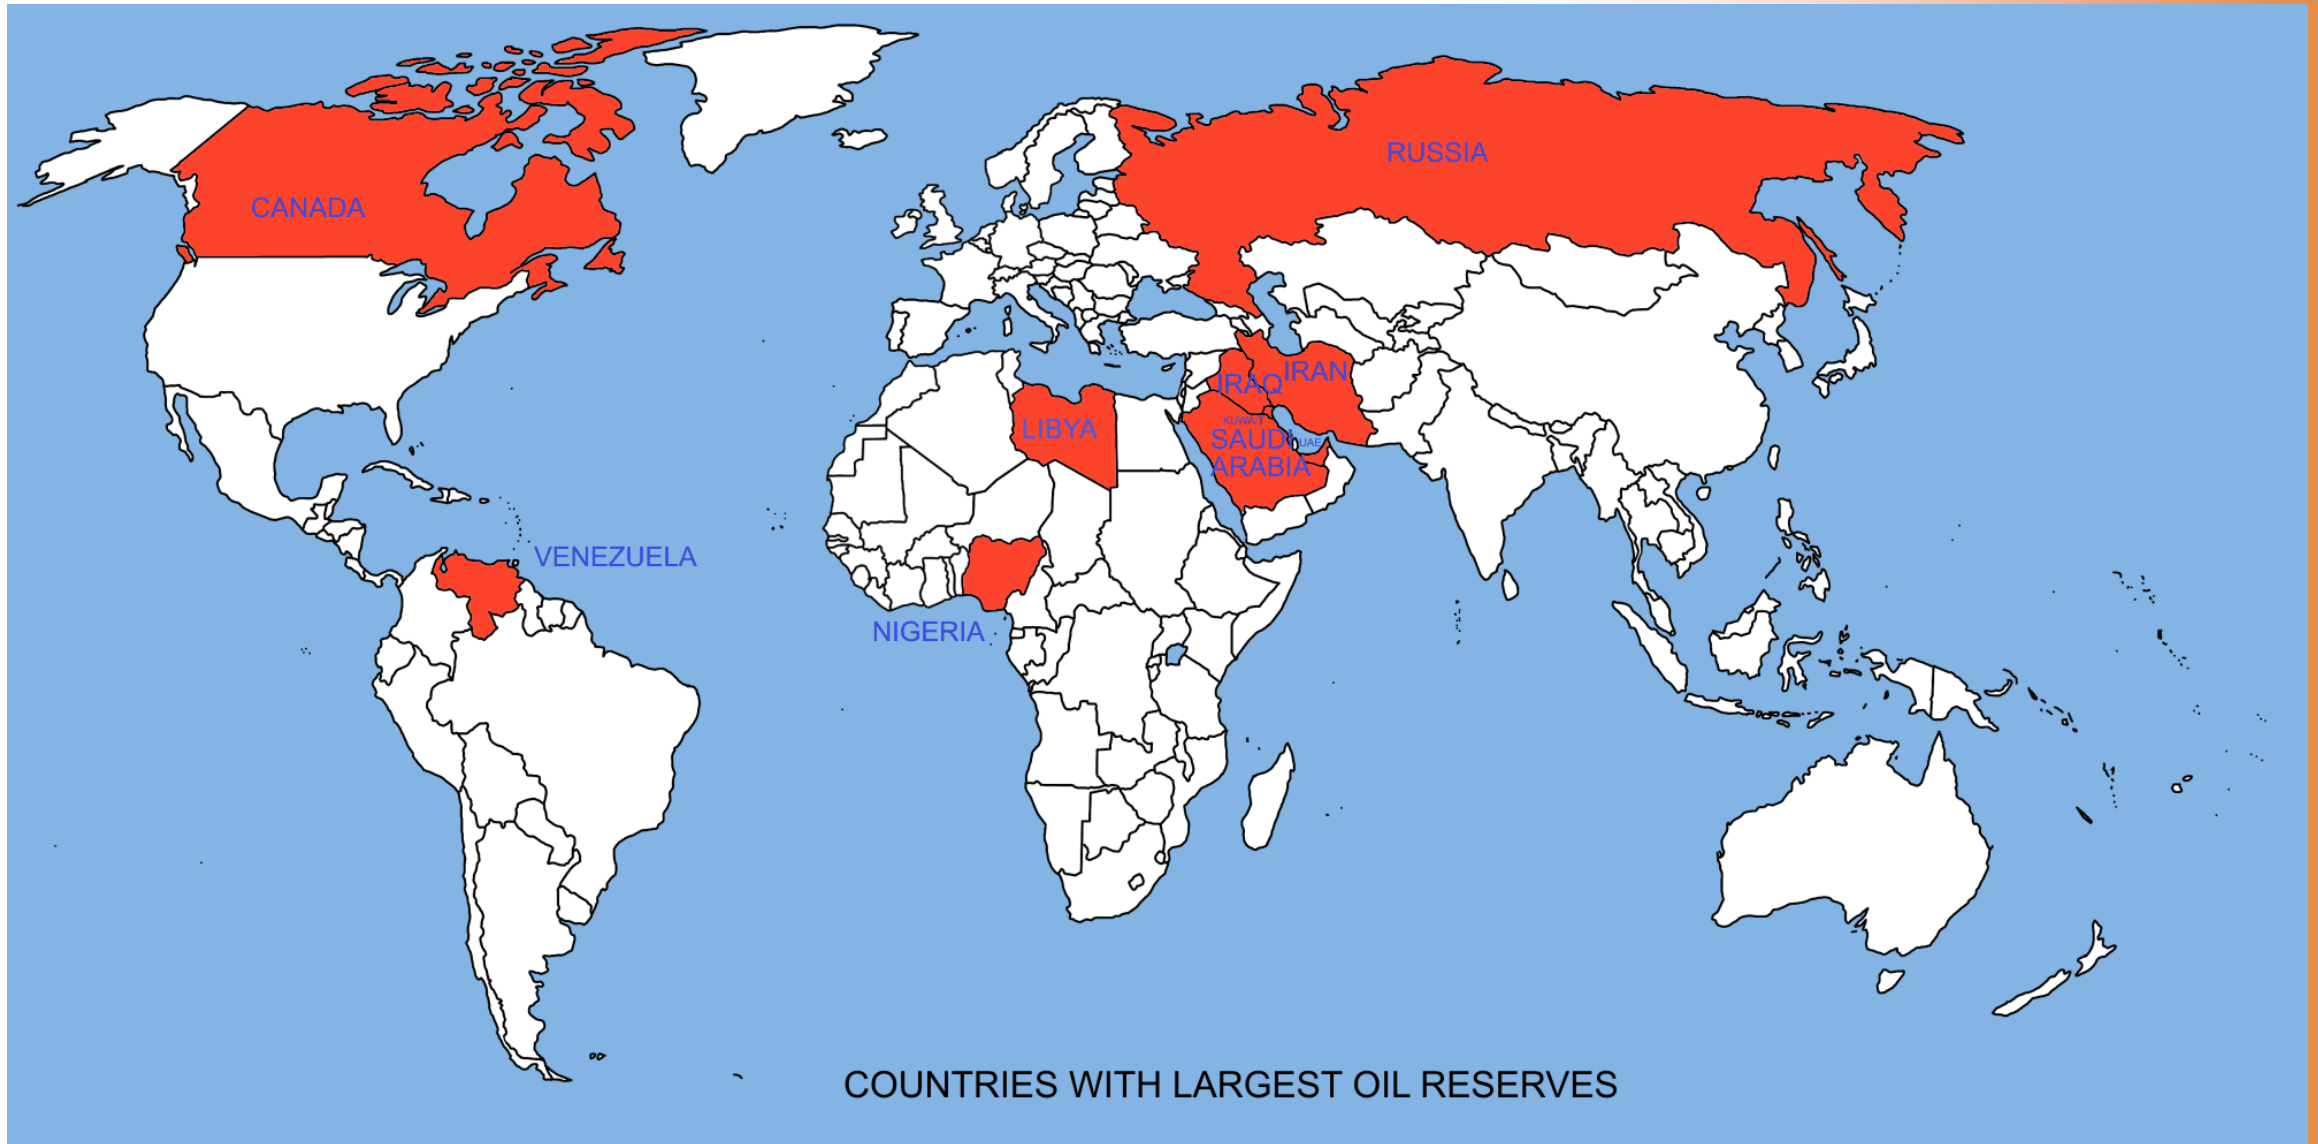 RUSSIA
CANADA
IRAN
IRAQ
KUWAIT
LIBYA
SAUDI
UAE
ARABIA
VENEZUELA
NIGERIA
COUNTRIES WITH LARGEST OIL RESERVES